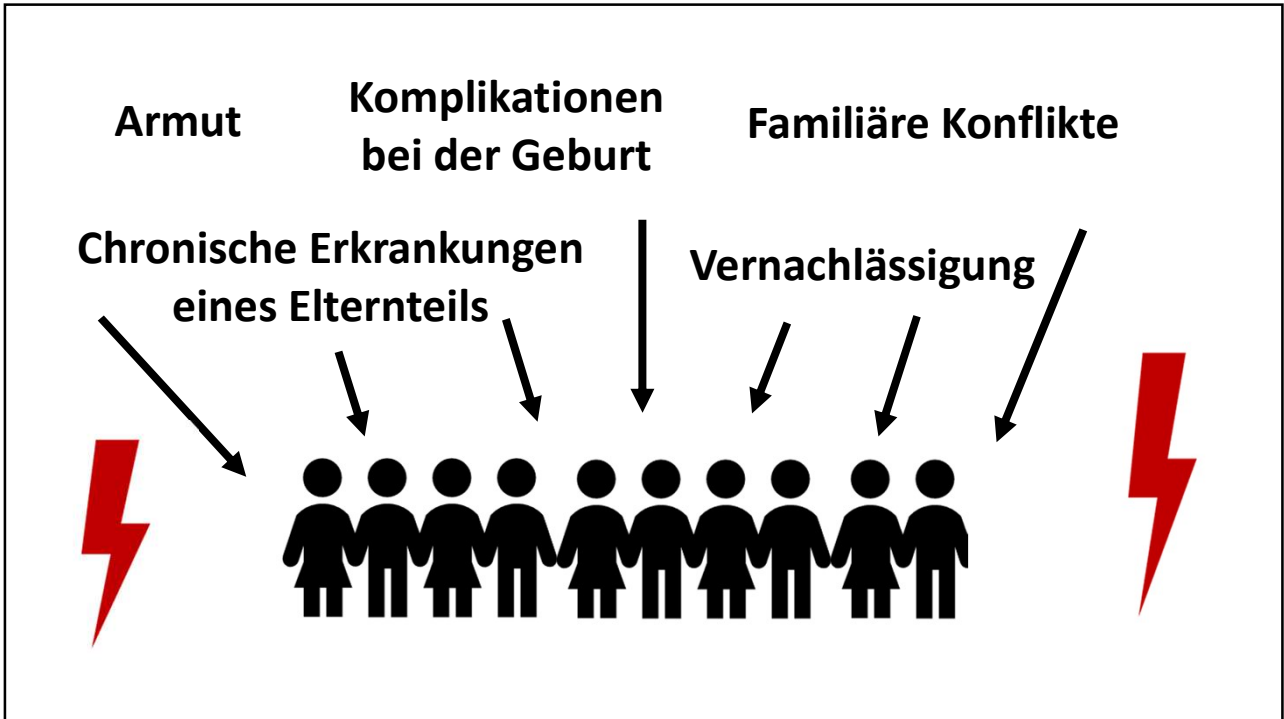 Armut
Komplikationen
bei der Geburt
Familiäre Konflikte
Chronische Erkrankungen
eines Elternteils
Vernachlässigung